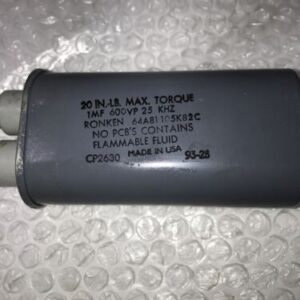 20 IN.-LB. MAX. TORQUE
1MF 600VP 25 KHZ
RONKEN 64A81105K82C
NO PCB'S CONTAINS
FLAMMABLE FLUID
CP2630 MADE IN USA 93-28